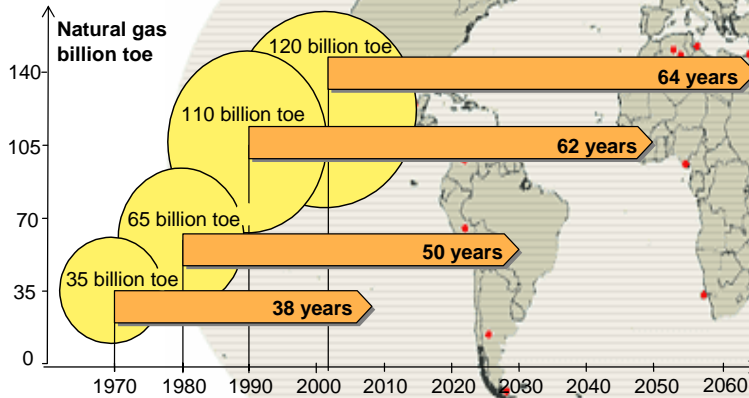 Natural gas
billion toe
120 billion toe
140
64 years
110 billion toe
105
62 years
70
65 billion toe
50 years
35 billion toe
35
38 years
0
1970 1980 1990 2000 2010 2020 2030 2040 2050 2060